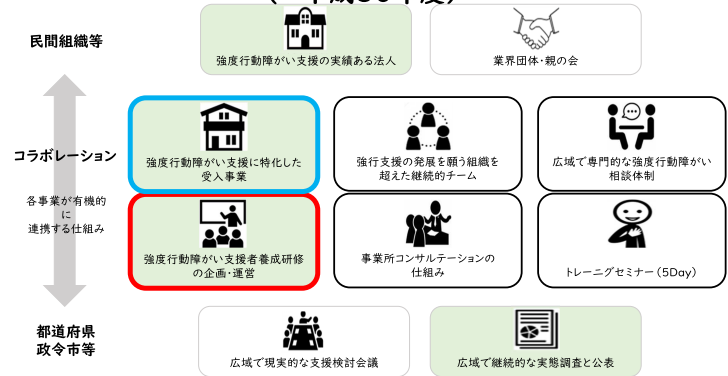 民間組織等
強度行動障がい支援の実績ある法人
業界団体・親の会
コラボレーション
各事業が有機的
に
連携する仕組み
強度行動障がい支援に特化した
受入事業
強行支援の発展を願う組織を
超えた継続的チーム
広域で専門的な強度行動障がい
相談体制
強度行動障がい支援者養成研修
の企画・運営
事業所コンサルテーションの
仕組み
トレーニングセミナー（5Day）
都道府県
政令市等
広域で現実的な支援検討会議
広域で継続的な実態調査と公表